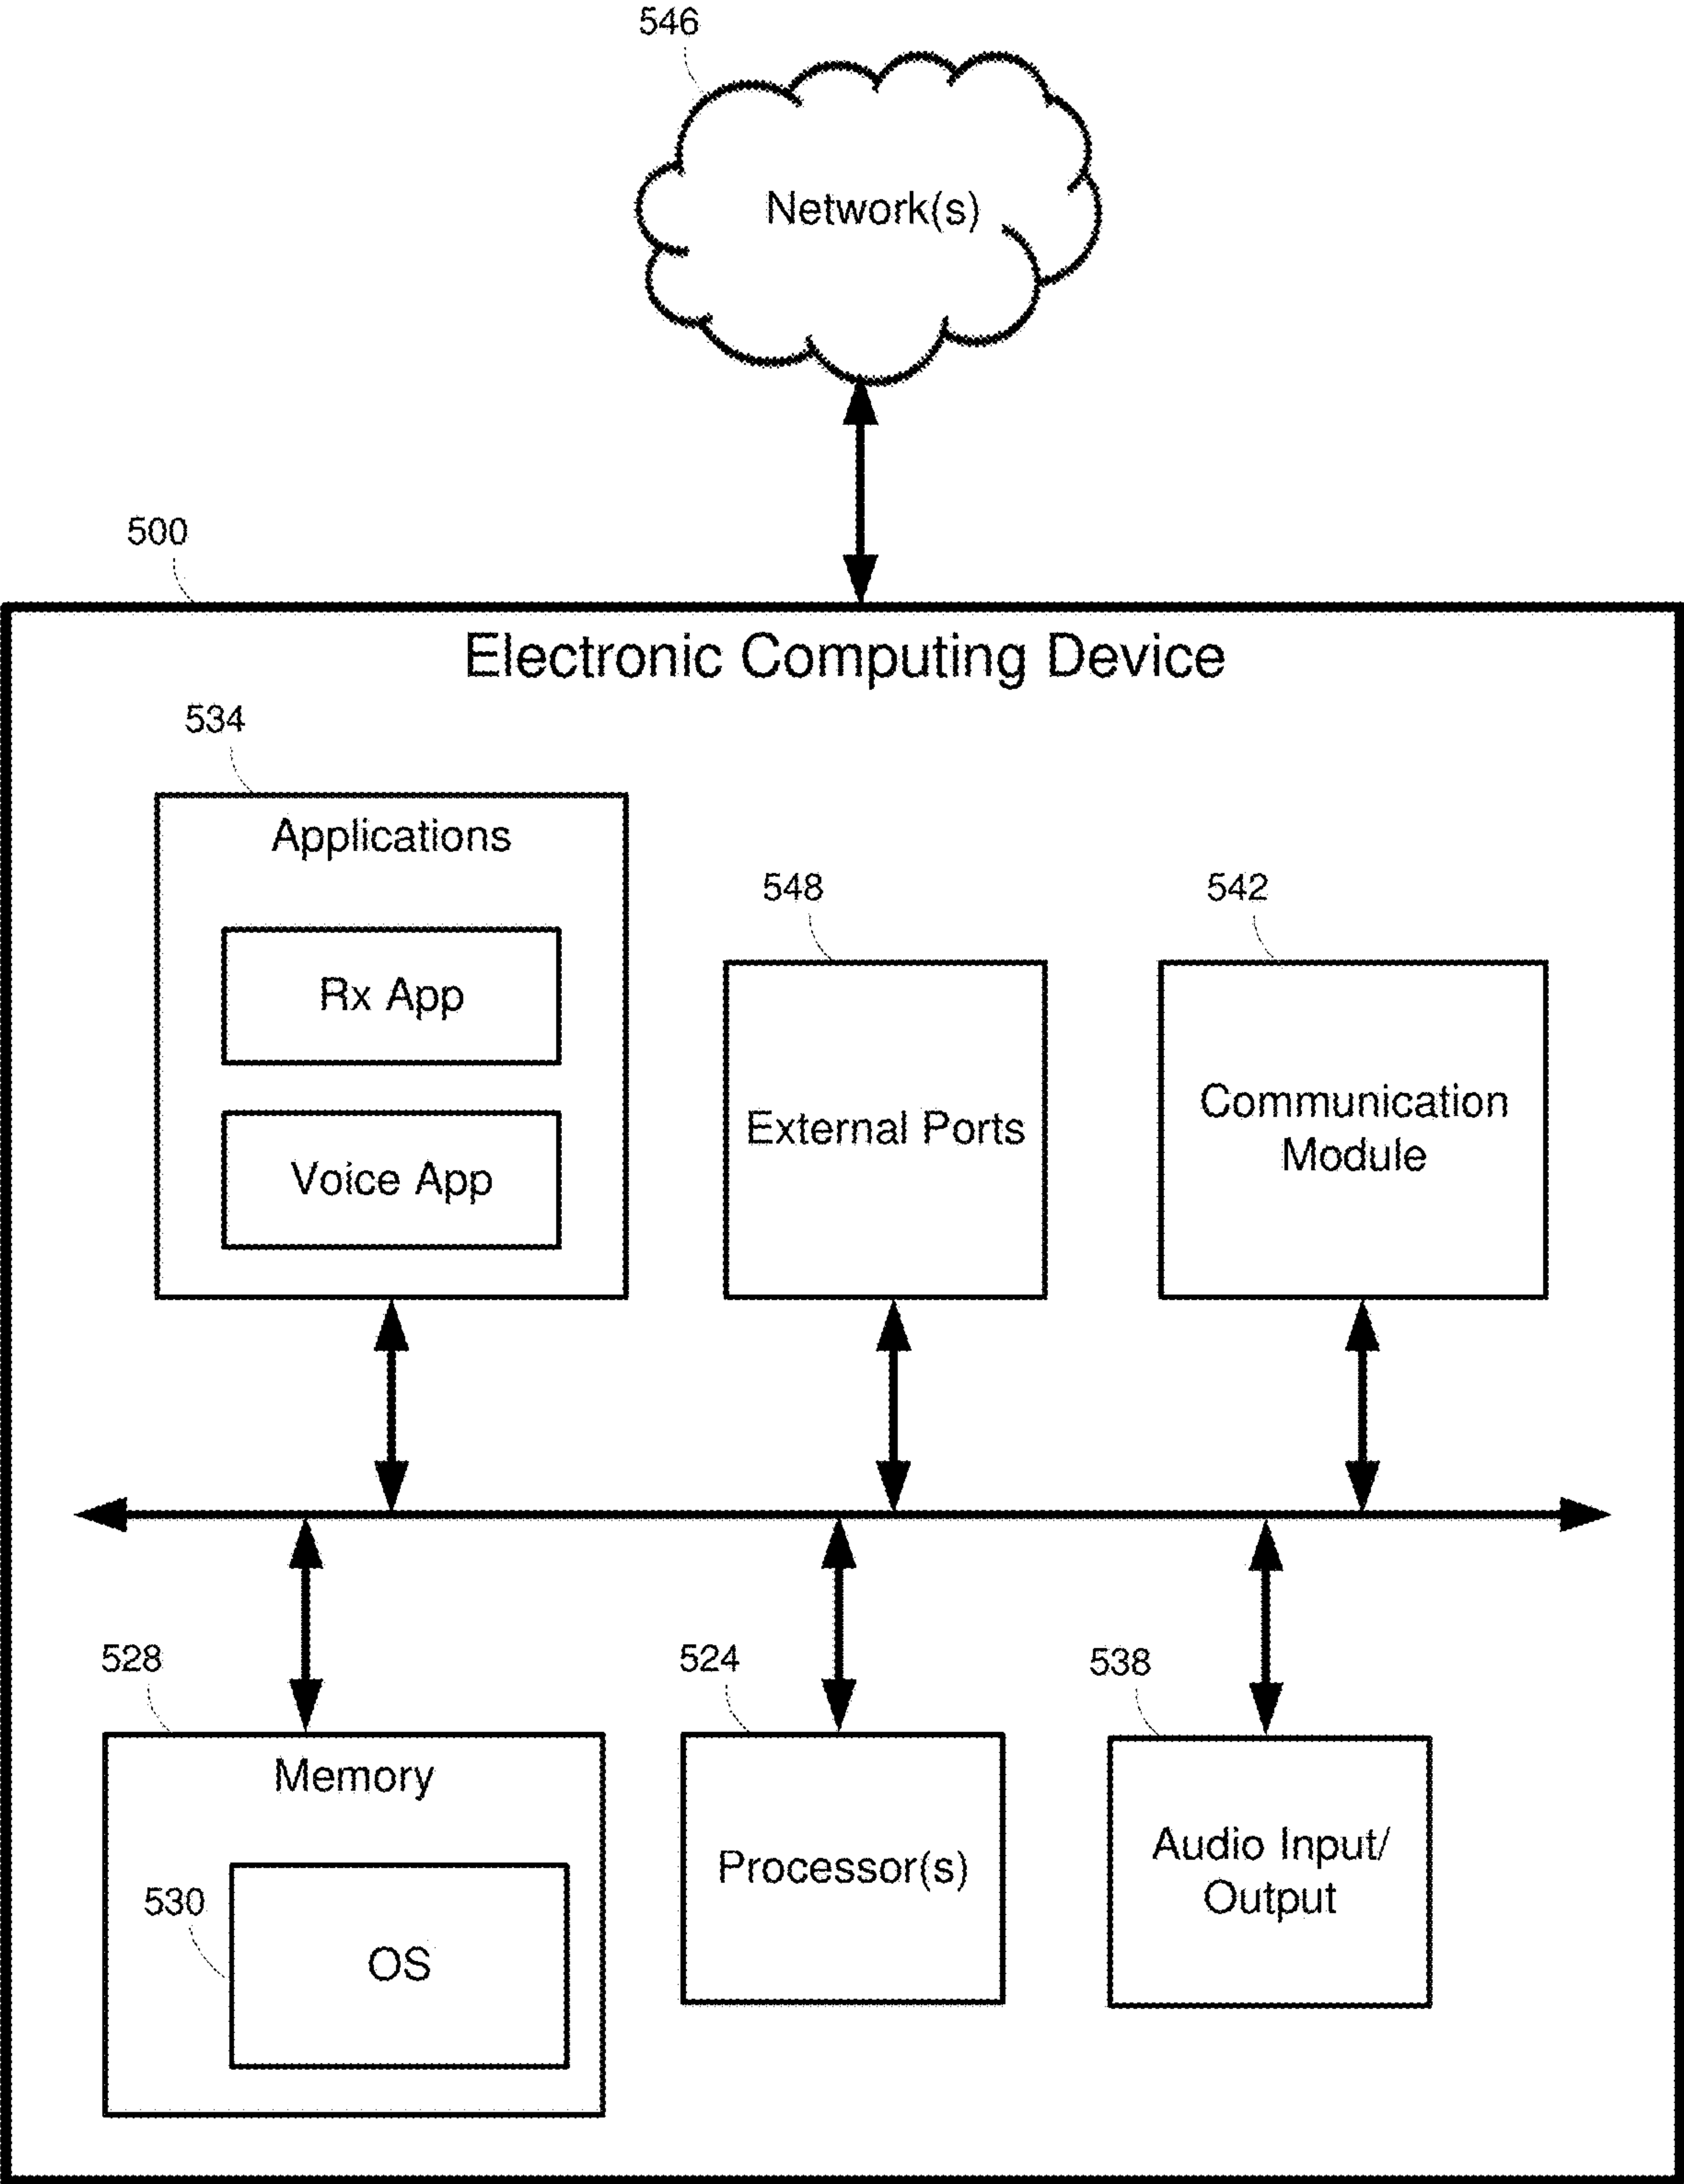 546
Network(s)
500
Electronic Computing Device
534
Applications
Rx App
Voice App
548
External Ports
542
Communication
Module
528
Memory
530
OS
524
Processor(s)
538
Audio Input/
Output